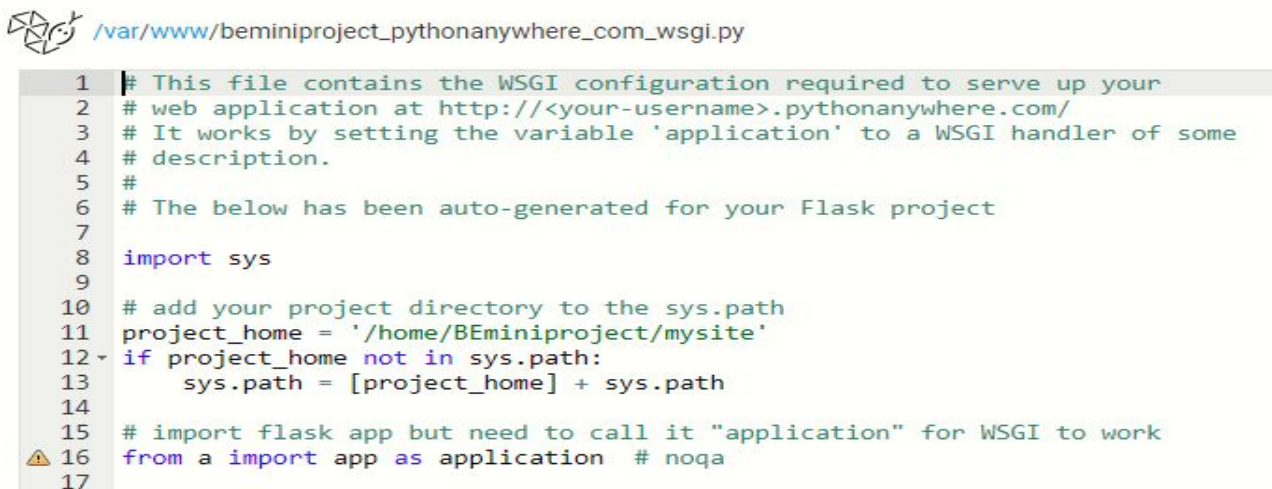 /var/www/beminiproject_pythonanywhere_com_wsgi.py
1 # This file contains the WSGI configuration required to serve up your
2 # web application at http://<your-username>.pythonanywhere.com/
3 # It works by setting the variable 'application' to a WSGI handler of some
4 # description.
5 #
6 # The below has been auto-generated for your Flask project
7
8 import sys
9
10 # add your project directory to the sys.path
11 project_home = '/home/BEminiproject/mysite'
12 if project_home not in sys.path:
13     sys.path = [project_home] + sys.path
14
15 # import flask app but need to call it "application" for WSGI to work
16 from a import app as application  # noqa
17